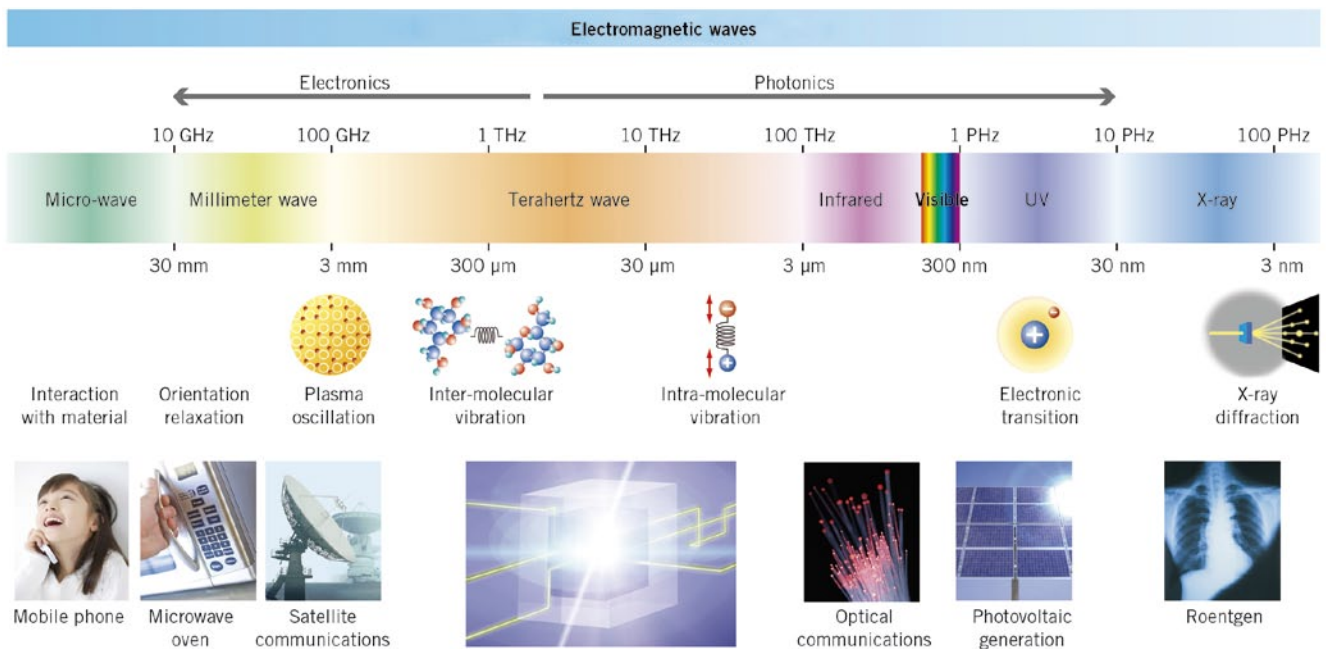 Electromagnetic waves
Electronics Photonics
10 GHz 100 GHz 1 THz 10 THz 100 THz 1 PHz 10 PHz 100 PHz
Micro-wave Millimeter wave Terahertz wave Infrared Visible UV X-ray
30 mm 3 mm 300 µm 30 µm 3 µm 300 nm 30 nm 3 nm
Interaction
with material
Orientation
relaxation
Plasma
oscillation
Inter-molecular
vibration
Intra-molecular
vibration
Electronic
transition
X-ray
diffraction
Mobile phone
Microwave
oven
Satellite
communications
Optical
communications
Photovoltaic
generation
Roentgen